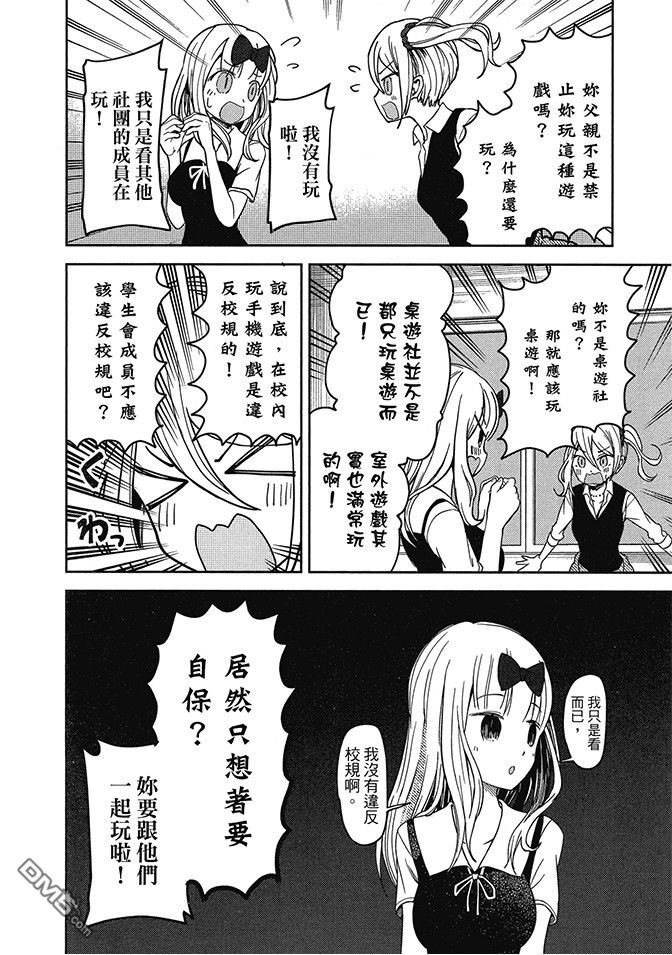 妳父親不是禁
止妳玩這種遊
戲嗎？
為什麼還要
玩？
我沒有玩
啦！
我只是看其他
社團的成員在
玩！
妳不是桌遊社
的嗎？
那就應該玩
桌遊啊！
桌遊社並不是
都只玩桌遊而
已！
室外遊戲其
實也滿常玩
的啊！
說到底，在校內
玩手機遊戲是違
反校規的！
學生會成員不應
該違反校規吧？
くわっ
我只是看
而已，
我沒有違反
校規啊。
居然只想著要
自保？
妳要跟他們
一起玩啦！
DM5.com